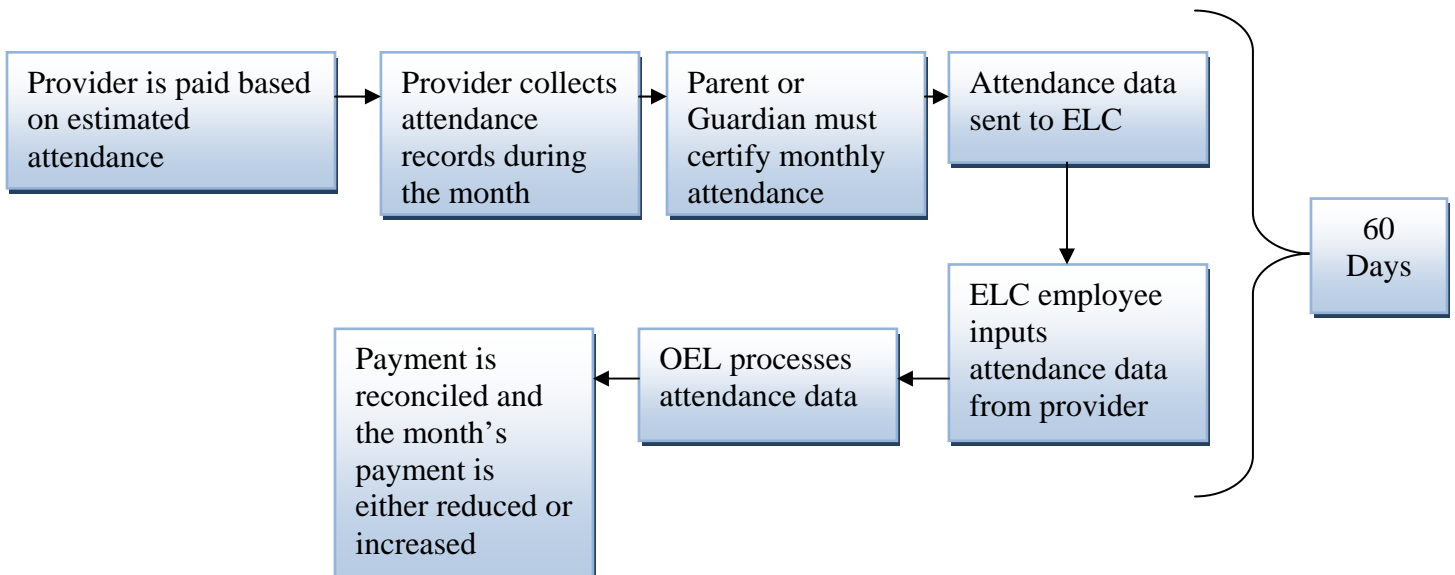 Provider is paid based
on estimated
attendance
Provider collects
attendance
records during
the month
Parent or
Guardian must
certify monthly
attendance
Attendance data
sent to ELC
60
Days
ELC employee
inputs
attendance data
from provider
OEL processes
attendance data
Payment is
reconciled and
the month’s
payment is
either reduced or
increased